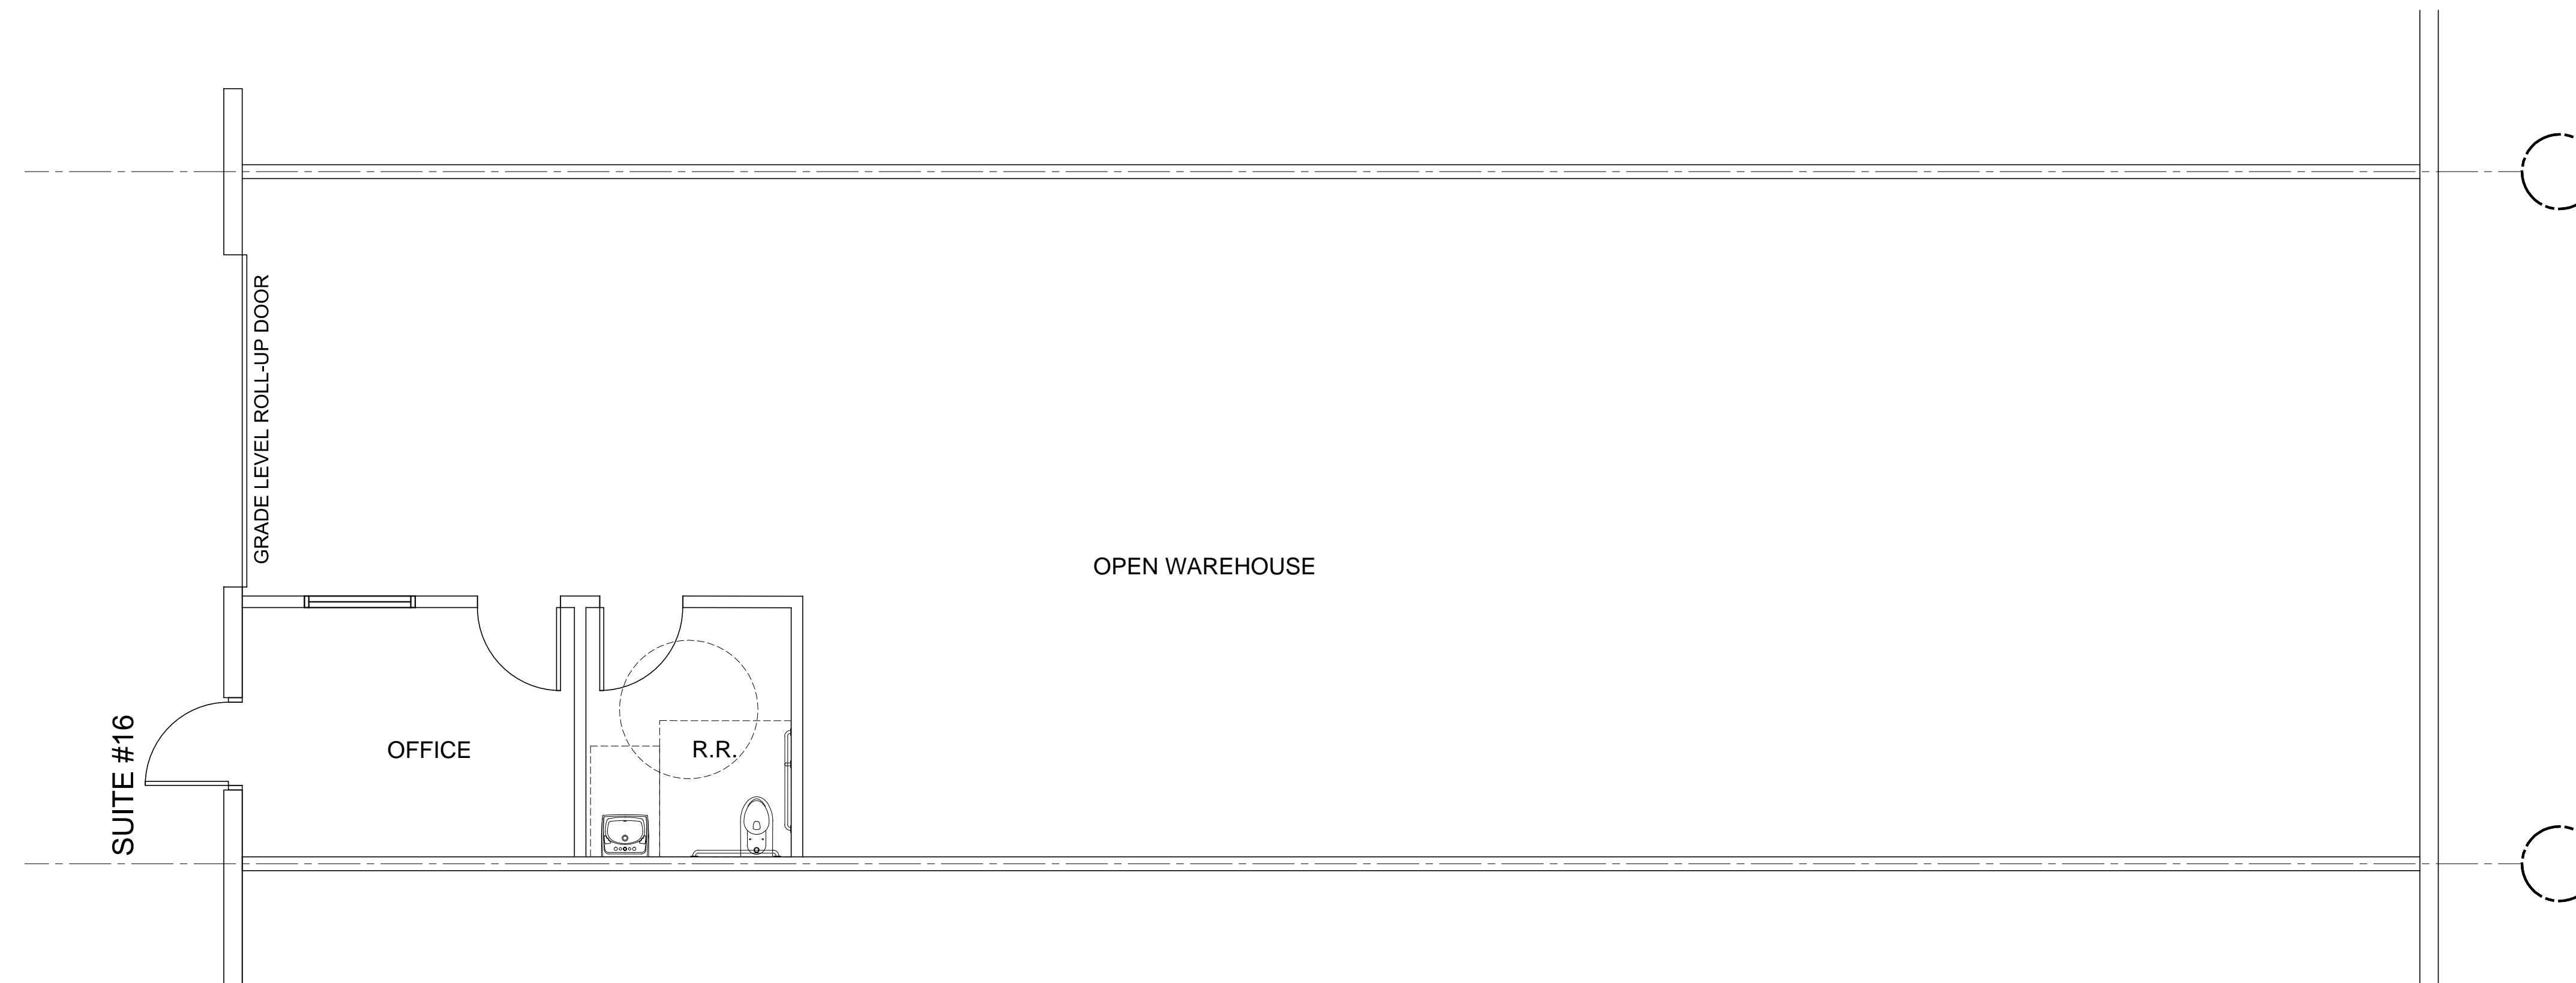 GRADE LEVEL ROLL-UP DOOR
OPEN WAREHOUSE
SUITE #16
OFFICE
R.R.